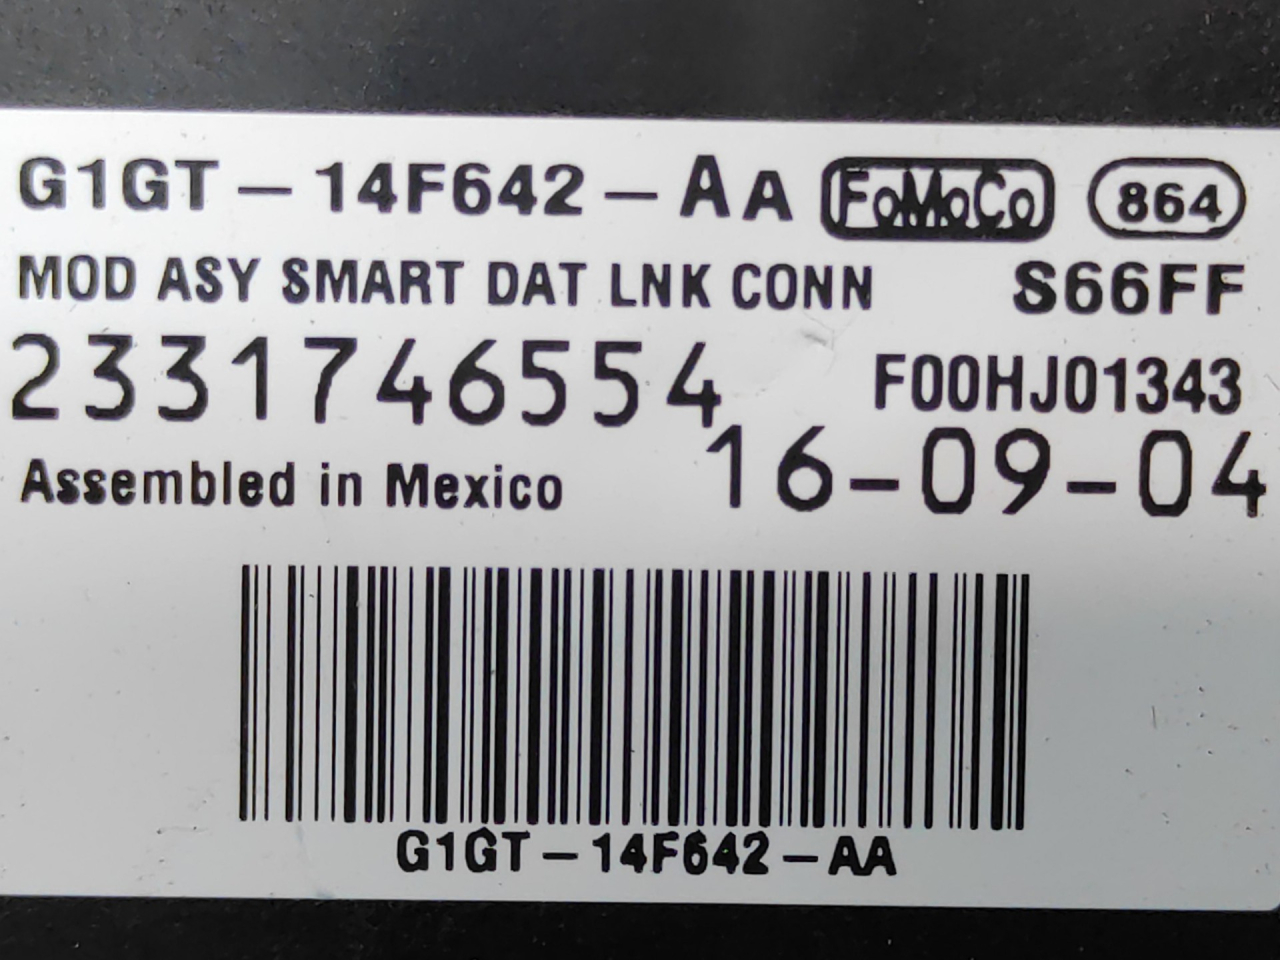 G1GT-14F642-AA FoMoCo 864
MOD ASY SMART DAT LNK CONN S66FF
2331746554 F00HJ01343
Assembled in Mexico 16-09-04
G1GT-14F642-AA